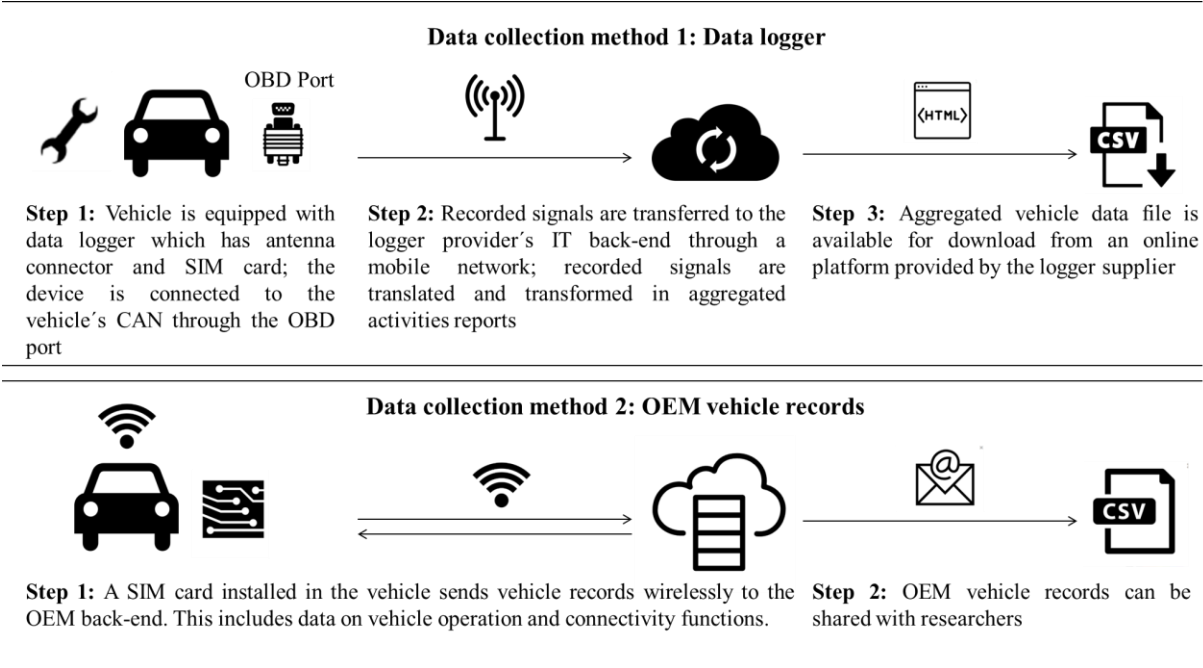 Data collection method 1: Data logger
OBD Port
<HTML>
CSV
Step 1: Vehicle is equipped with
data logger which has antenna
connector and SIM card; the
device is connected to the
vehicle´s CAN through the OBD
port
Step 2: Recorded signals are transferred to the
logger provider´s IT back-end through a
mobile network; recorded signals are
translated and transformed in aggregated
activities reports
Step 3: Aggregated vehicle data file is
available for download from an online
platform provided by the logger supplier
Data collection method 2: OEM vehicle records
@
CSV
Step 1: A SIM card installed in the vehicle sends vehicle records wirelessly to the
OEM back-end. This includes data on vehicle operation and connectivity functions.
Step 2: OEM vehicle records can be
shared with researchers